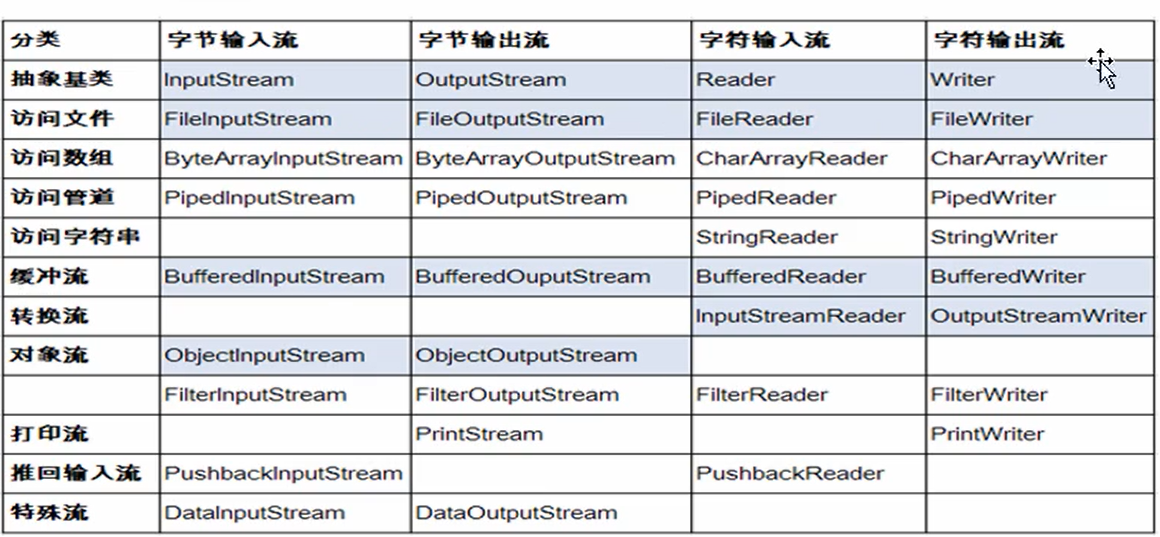 分类 字节输入流 字节输出流 字符输入流 字符输出流
抽象基类 InputStream OutputStream Reader Writer
访问文件 FileInputStream FileOutputStream FileReader FileWriter
访问数组 ByteArrayInputStream ByteArrayOutputStream CharArrayReader CharArrayWriter
访问管道 PipedInputStream PipedOutputStream PipedReader PipedWriter
访问字符串 StringReader StringWriter
缓冲流 BufferedInputStream BufferedOuputStream BufferedReader BufferedWriter
转换流 InputStreamReader OutputStreamWriter
对象流 ObjectInputStream ObjectOutputStream
FilterInputStream FilterOutputStream FilterReader FilterWriter
打印流 PrintStream PrintWriter
推回输入流 PushbackInputStream PushbackReader
特殊流 DataInputStream DataOutputStream